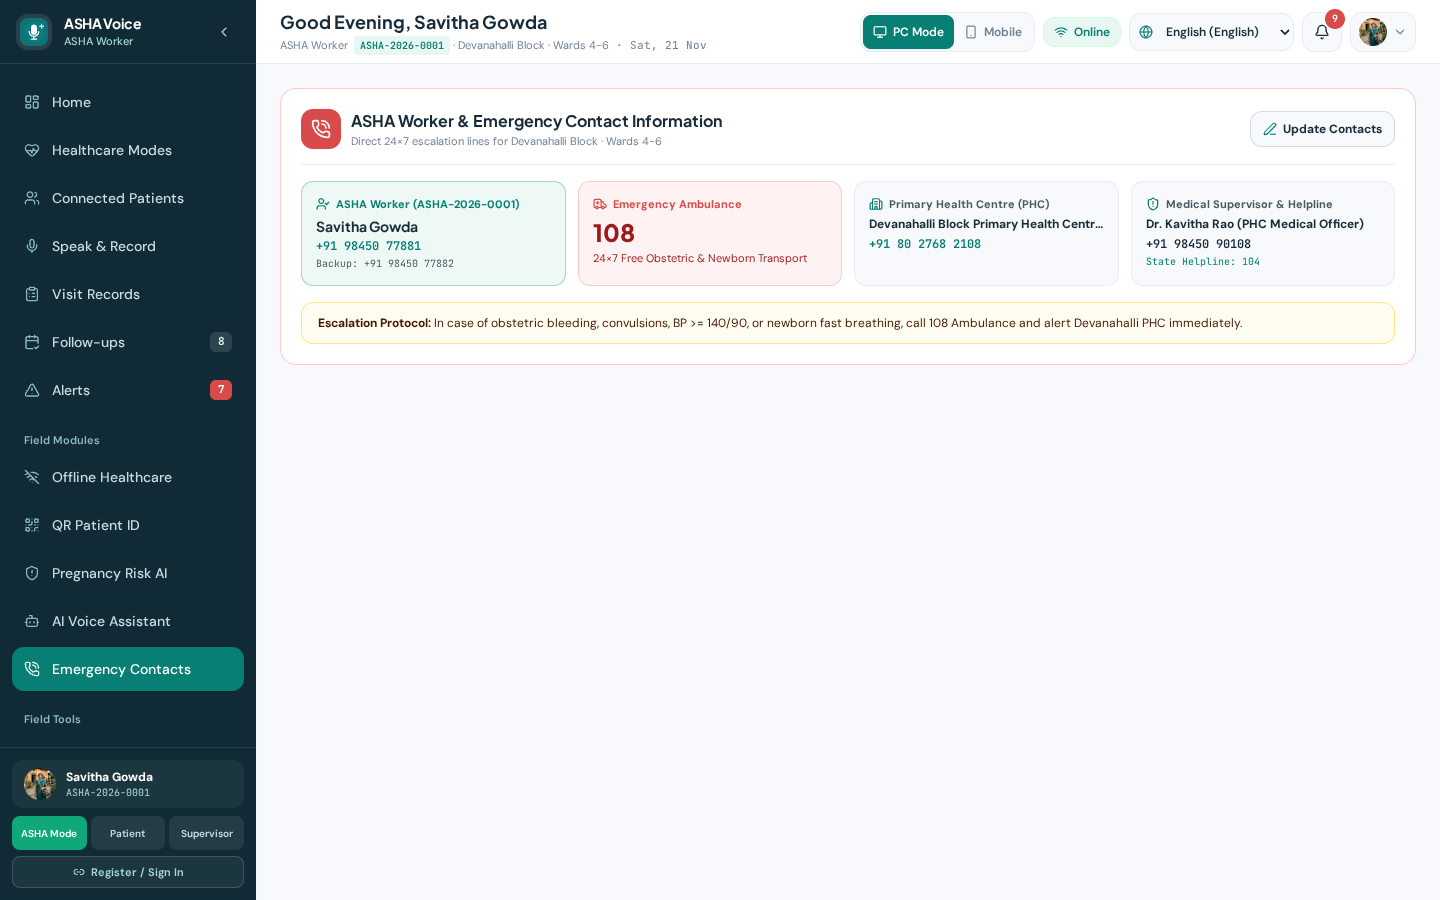 ASHA Voice
ASHA Worker
Home
Healthcare Modes
Connected Patients
Speak & Record
Visit Records
Follow-ups 8
Alerts 7
Field Modules
Offline Healthcare
QR Patient ID
Pregnancy Risk AI
AI Voice Assistant
Emergency Contacts
Field Tools
Savitha Gowda
ASHA-2026-0001
ASHA Mode Patient Supervisor
Register / Sign In
Good Evening, Savitha Gowda
ASHA Worker ASHA-2026-0001 · Devanahalli Block · Wards 4–6 · Sat, 21 Nov
PC Mode Mobile Online English (English) 9
ASHA Worker & Emergency Contact Information
Direct 24×7 escalation lines for Devanahalli Block · Wards 4–6
Update Contacts
ASHA Worker (ASHA-2026-0001)
Savitha Gowda
+91 98450 77881
Backup: +91 98450 77882
Emergency Ambulance
108
24×7 Free Obstetric & Newborn Transport
Primary Health Centre (PHC)
Devanahalli Block Primary Health Centr...
+91 80 2768 2108
Medical Supervisor & Helpline
Dr. Kavitha Rao (PHC Medical Officer)
+91 98450 90108
State Helpline: 104
Escalation Protocol: In case of obstetric bleeding, convulsions, BP >= 140/90, or newborn fast breathing, call 108 Ambulance and alert Devanahalli PHC immediately.